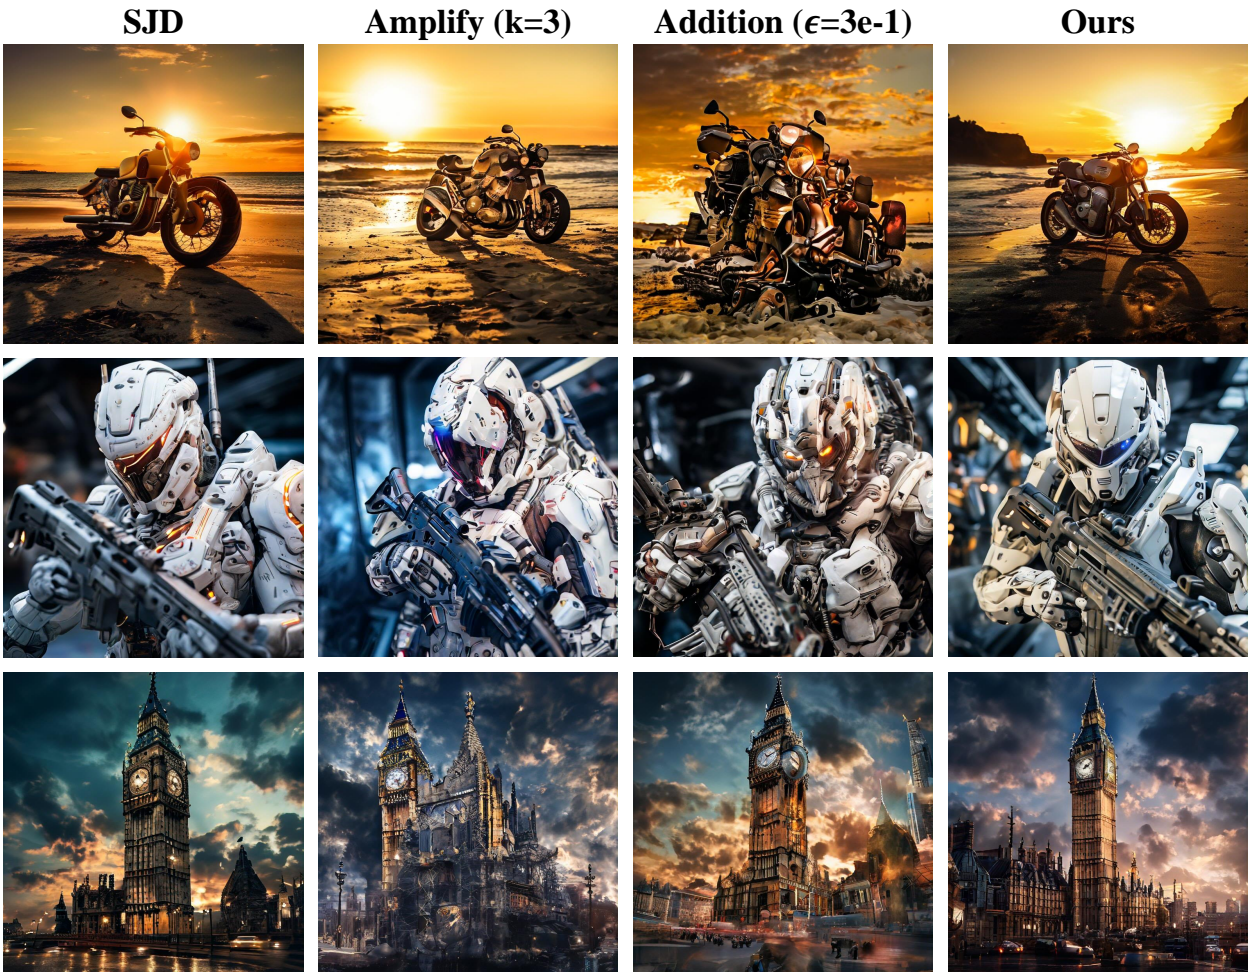 SJD
Amplify (k=3)
Addition (ϵ=3e-1)
Ours